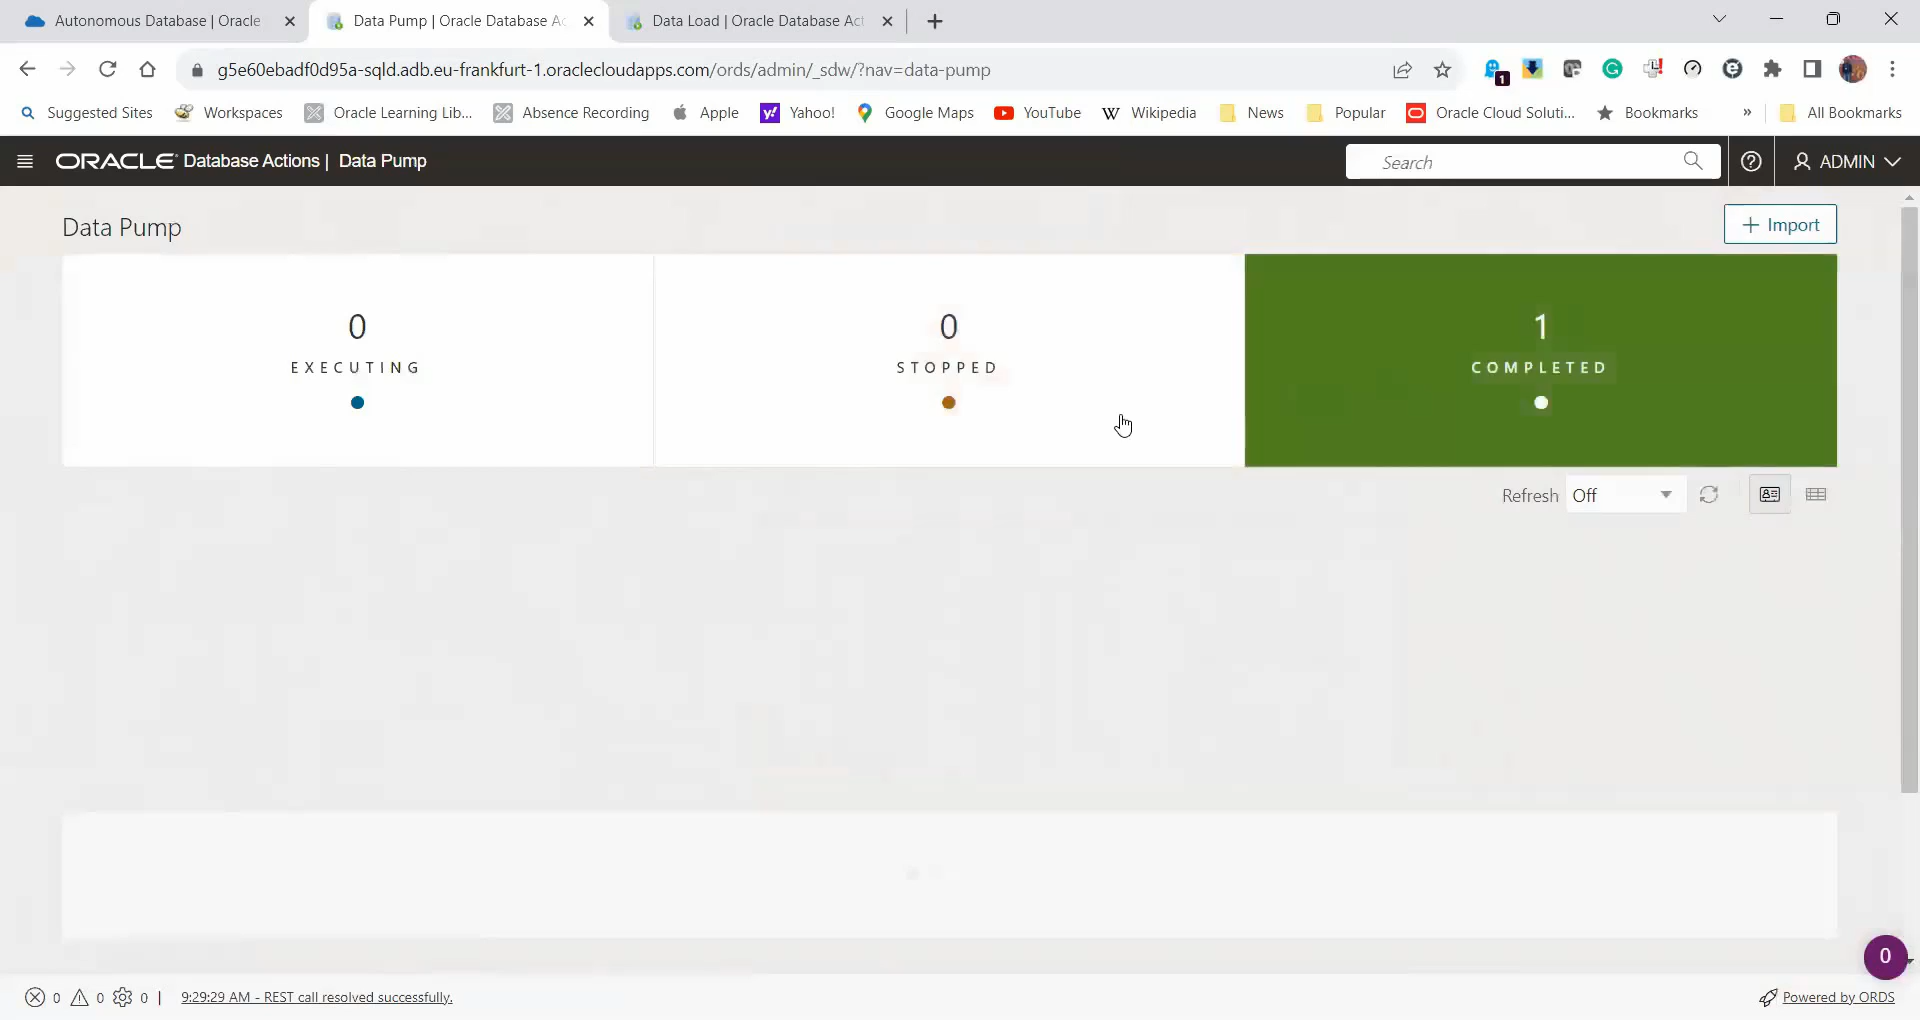 Autonomous Database | Oracle
Data Pump | Oracle Database Ac
Data Load | Oracle Database Act
g5e60ebadf0d95a-sqld.adb.eu-frankfurt-1.oraclecloudapps.com/ords/admin/_sdw/?nav=data-pump
1
Suggested Sites
Workspaces
Oracle Learning Lib...
Absence Recording
Apple
Yahoo!
Google Maps
YouTube
Wikipedia
News
Popular
Oracle Cloud Soluti...
Bookmarks
»
All Bookmarks
ORACLE Database Actions | Data Pump
Search
ADMIN
Data Pump
+ Import
0
EXECUTING
0
STOPPED
1
COMPLETED
Refresh
Off
0
0 0 0 | 9:29:29 AM - REST call resolved successfully.
Powered by ORDS